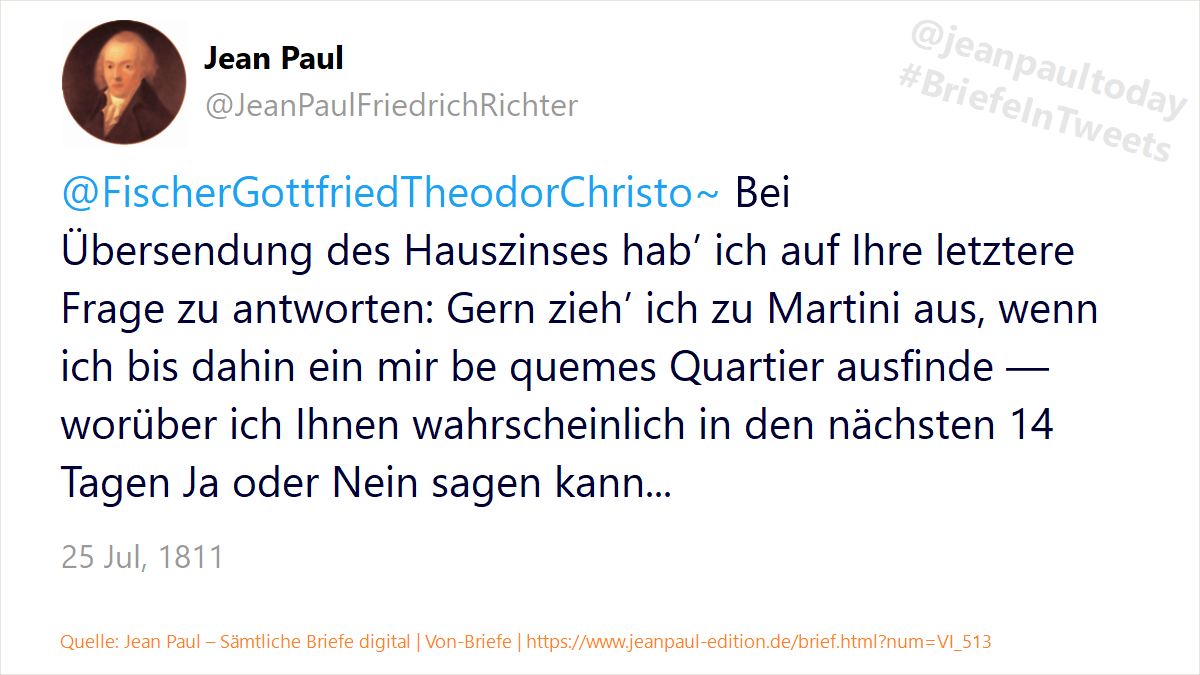 Jean Paul
@JeanPaulFriedrichRichter
@jeanpaultoday
#BriefeInTweets
@FischerGottfriedTheodorChristo~ Bei
Übersendung des Hauszinses hab’ ich auf Ihre letztere
Frage zu antworten: Gern zieh’ ich zu Martini aus, wenn
ich bis dahin ein mir be quemes Quartier ausfinde —
worüber ich Ihnen wahrscheinlich in den nächsten 14
Tagen Ja oder Nein sagen kann...
25 Jul, 1811
Quelle: Jean Paul – Sämtliche Briefe digital | Von-Briefe | https://www.jeanpaul-edition.de/brief.html?num=VI_513